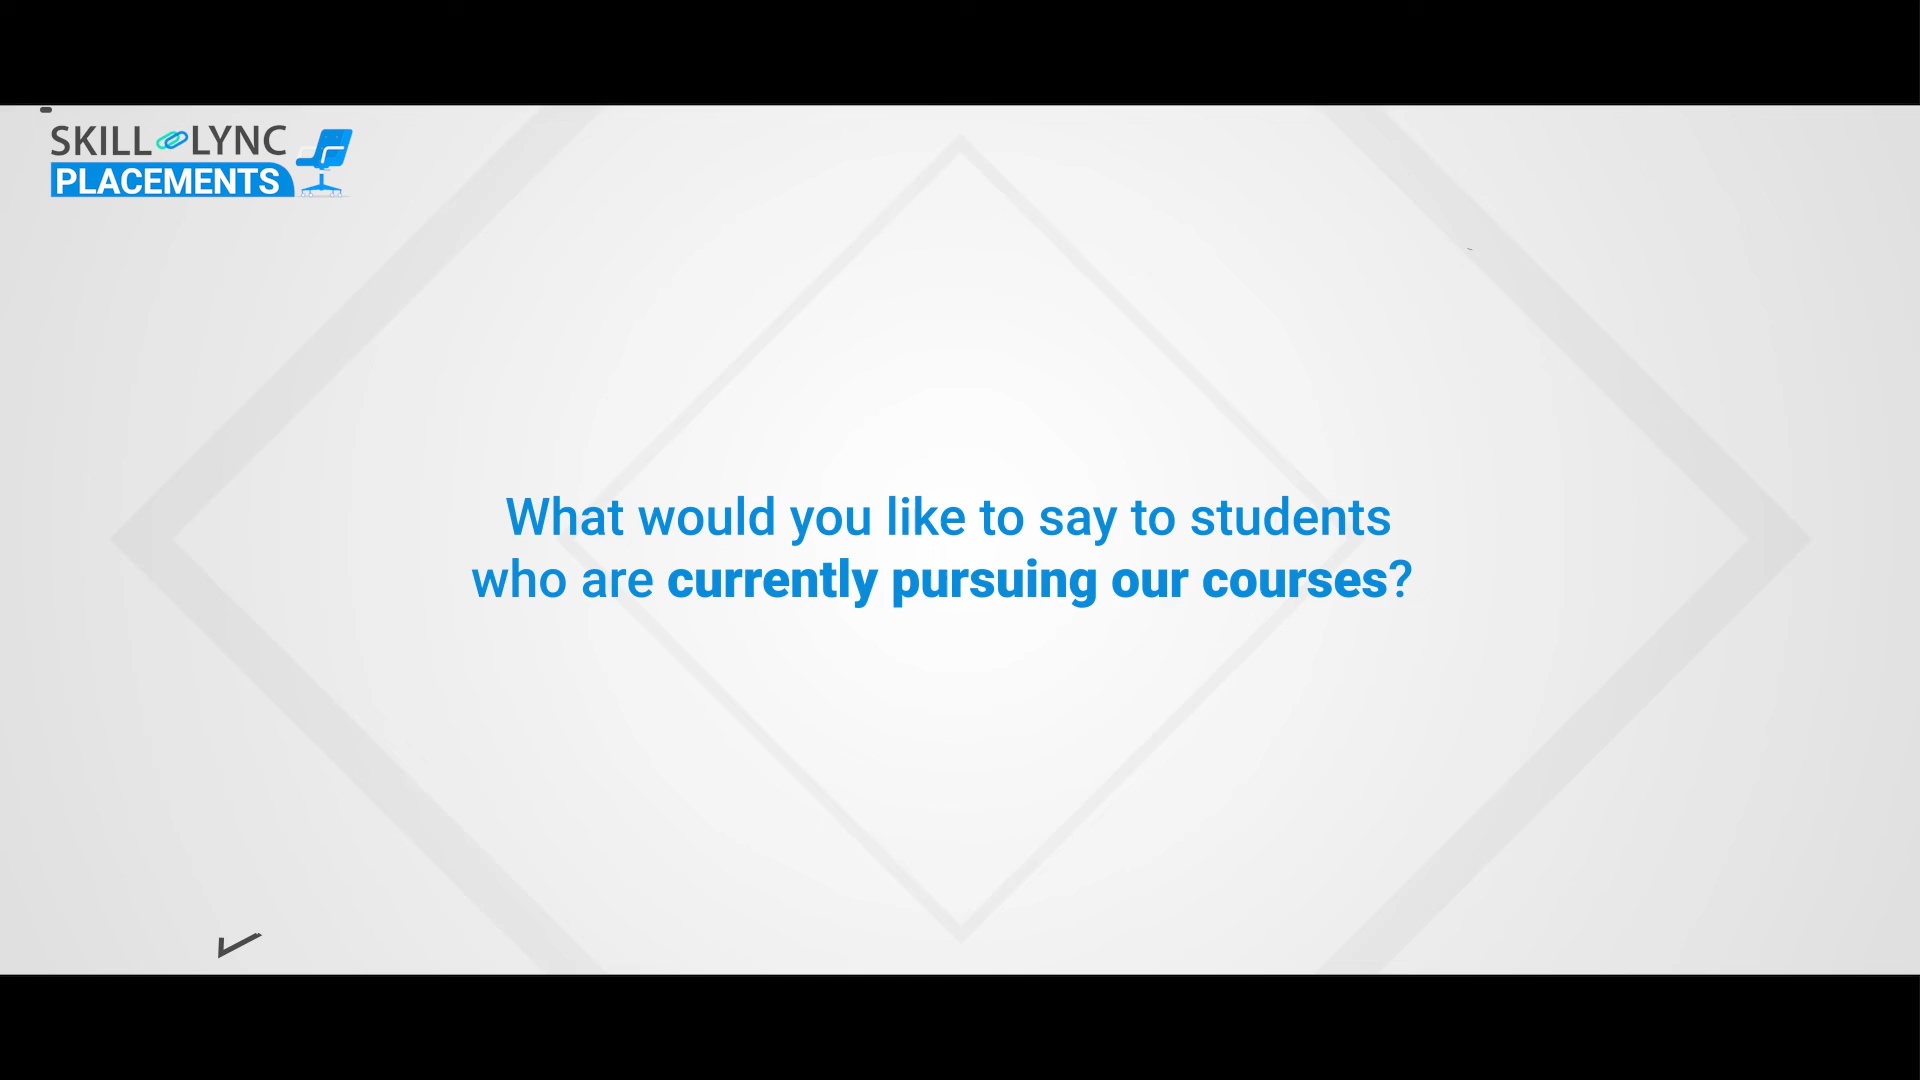 SKILL LYNC
PLACEMENTS
What would you like to say to students
who are currently pursuing our courses?